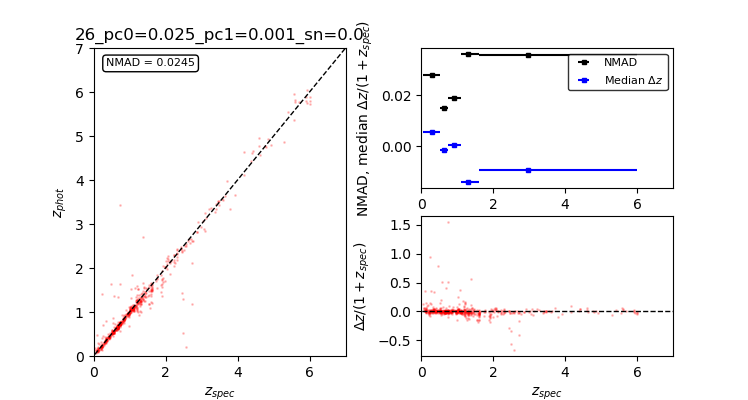 26_pc0=0.025_pc1=0.001_sn=0.0
NMAD = 0.0245
7
6
5
4
3
2
1
0
z_phot
0 2 4 6
z_spec
NMAD, median Δz/(1 + z_spec)
NMAD
Median Δz
0.02
0.00
0 2 4 6
Δz/(1 + z_spec)
1.5
1.0
0.5
0.0
−0.5
0 2 4 6
z_spec